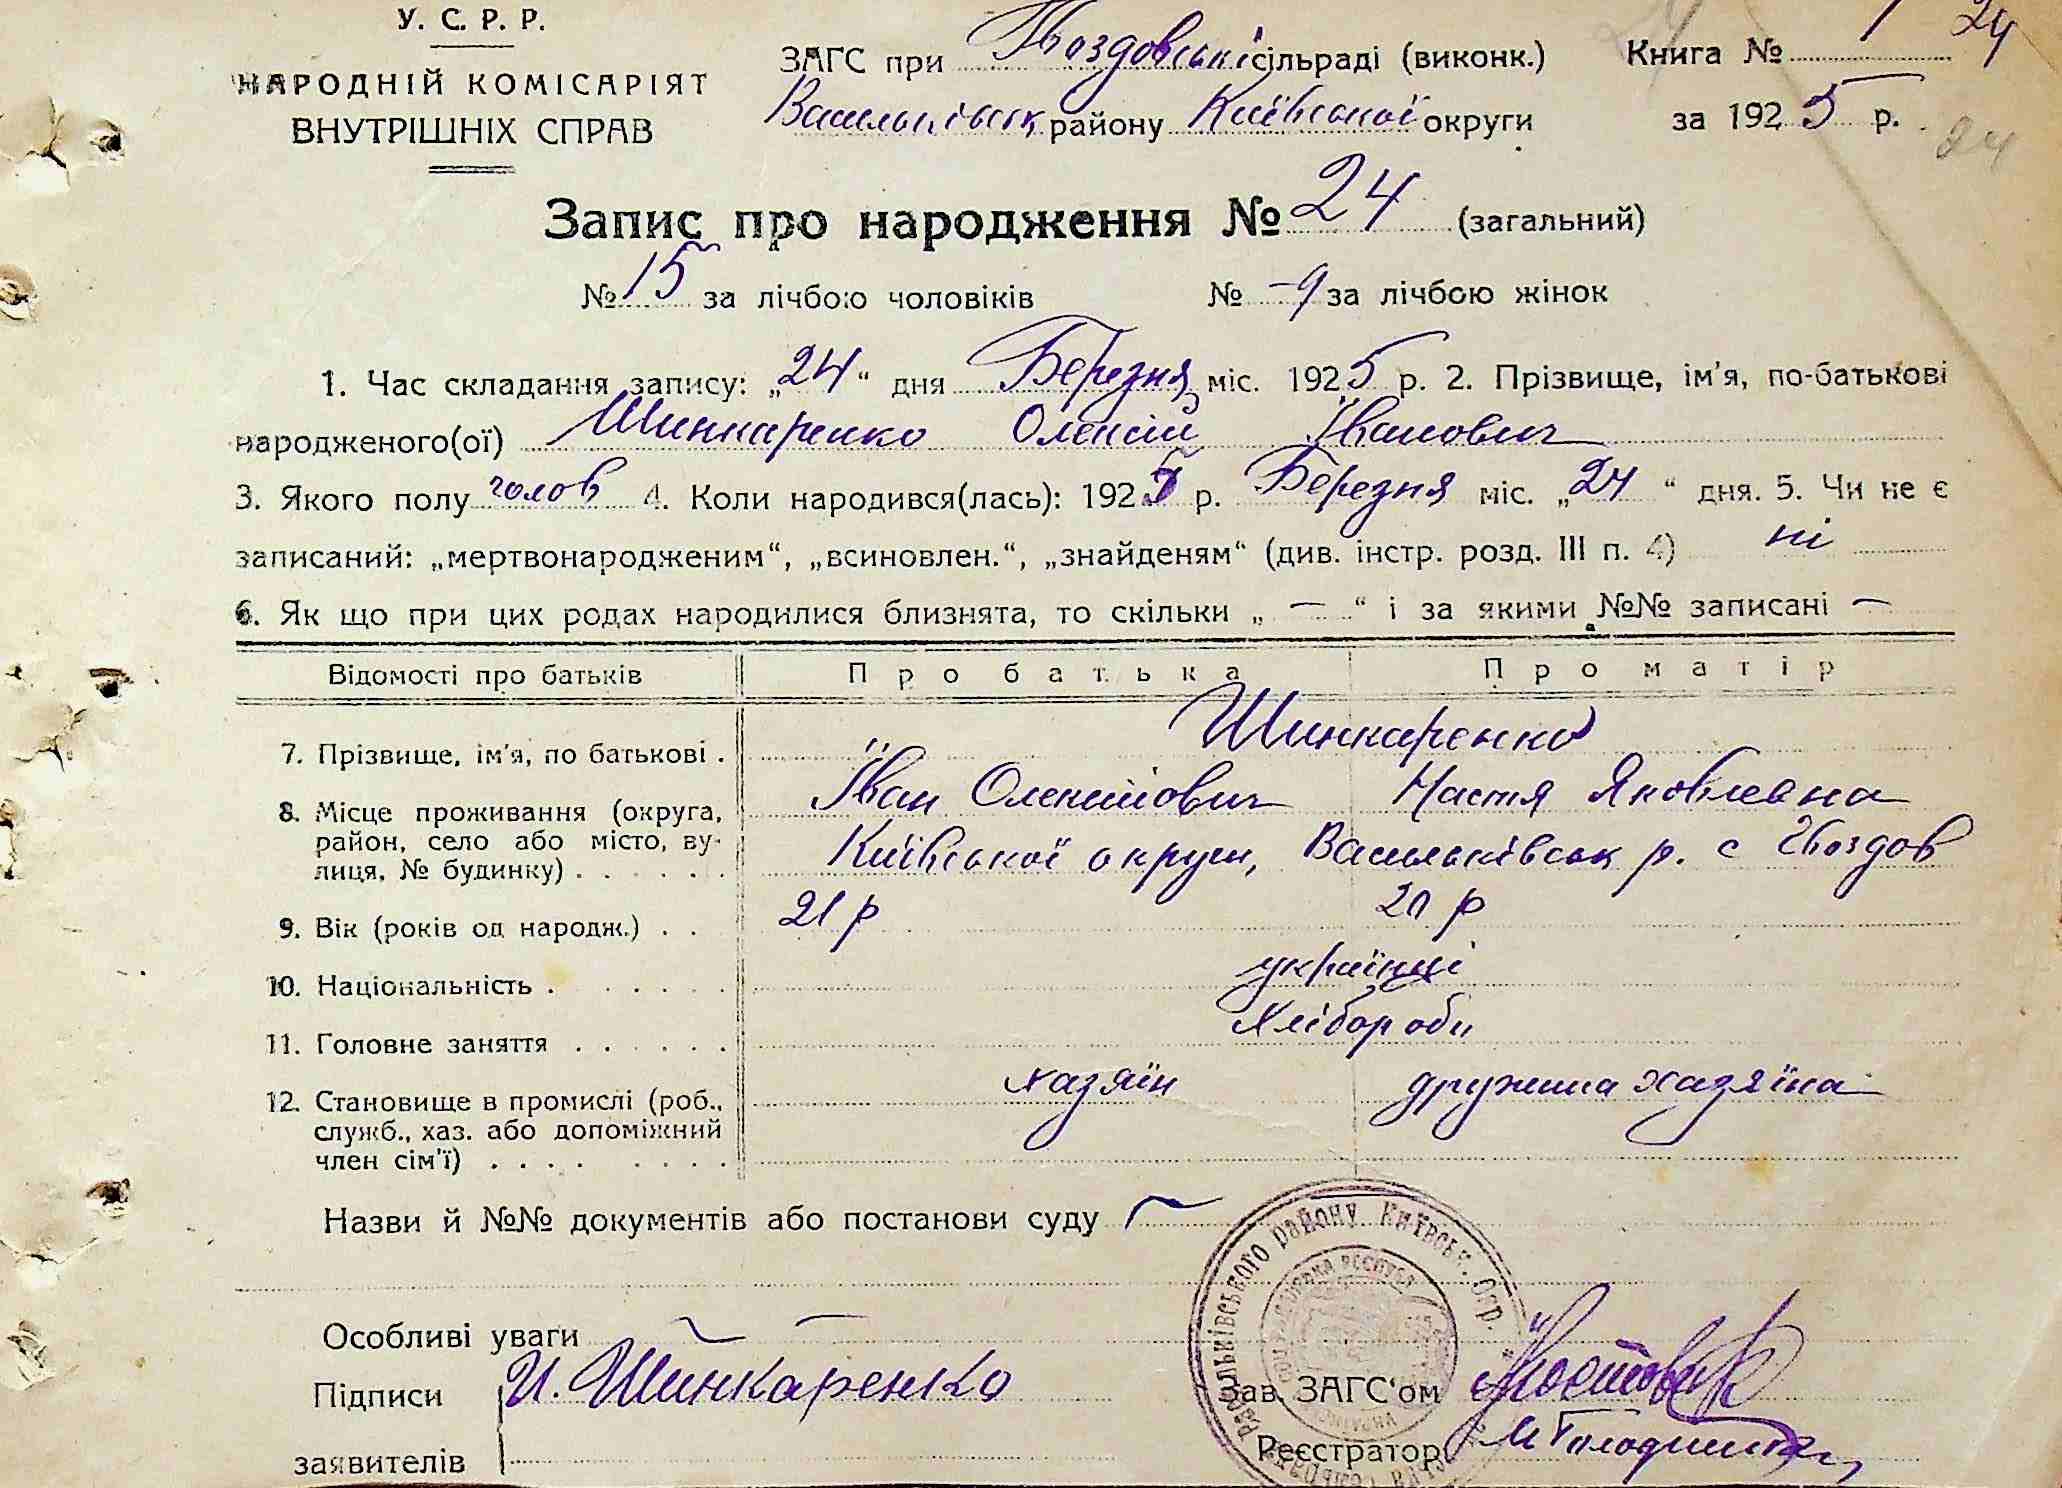 У. С. Р. Р.
НАРОДНІЙ КОМІСАРІЯТ
ВНУТРІШНІХ СПРАВ
ЗАГС при Гвоздовській сільраді (виконк.)
Васильківськ району Київської округи
Книга № 1 24
за 1925 р.
24
Запис про народження № 24 (загальний)
№ 15 за лічбою чоловіків № -9 за лічбою жінок
1. Час складання запису: „24“ дня Березня міс. 1925 р. 2. Прізвище, ім'я, по-батькові
народженого(ої) Шинкаренко Олексій Іванович
3. Якого полу чолов 4. Коли народився(лась): 1925 р. Березня міс. „24“ дня. 5. Чи не є
записаний: „мертвонародженим“, „всиновлен.“, „знайденям“ (див. інстр. розд. III п. 4) ні
6. Як що при цих родах народилися близнята, то скільки „ — “ і за якими №№ записані —
Відомості про батьків Про батька Про матір
7. Прізвище, ім'я, по батькові . Шинкаренко
Іван Олексійович Настя Яковлевна
8. Місце проживання (округа,
район, село або місто, ву-
лиця, № будинку) . . . . . .
Київської округи, Васильківськ р. с Гвоздов
9. Вік (років од народж.) . . 21 р 20 р
10. Національність . . . . . . українці
11. Головне заняття . . . . . . Хлібороби
12. Становище в промислі (роб., хазяїн дружина хазяїна
служб., хаз. або допоміжний
член сім'ї) . . . . . . . .
Назви й №№ документів або постанови суду —
Особливі уваги — —
Підписи И. Шинкаренко
заявителів
Васильківського району Київськ. Окр.
Зав. ЗАГС‘ом
Реєстратор